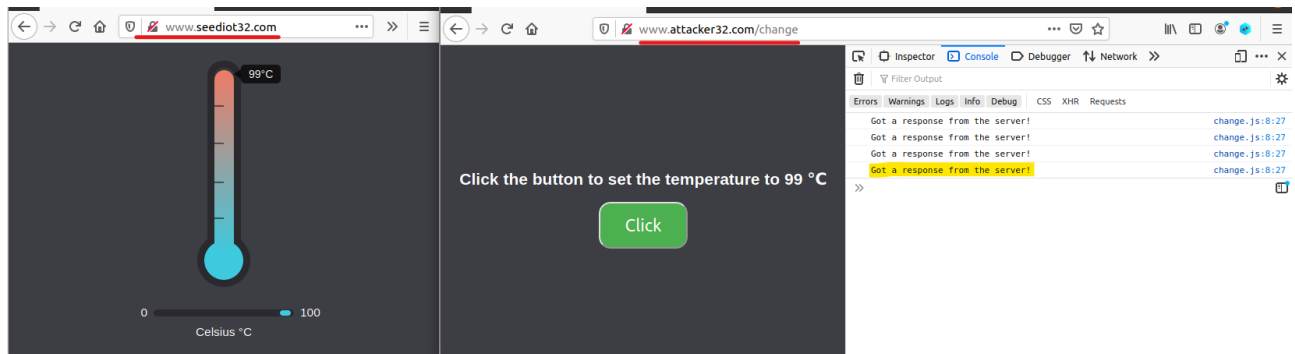 www.seediot32.com
99°C
0 100
Celsius °C
www.attacker32.com/change
Click the button to set the temperature to 99 °C
Click
Inspector Console Debugger Network
Filter Output
Errors Warnings Logs Info Debug CSS XHR Requests
Got a response from the server! change.js:8:27
Got a response from the server! change.js:8:27
Got a response from the server! change.js:8:27
Got a response from the server! change.js:8:27